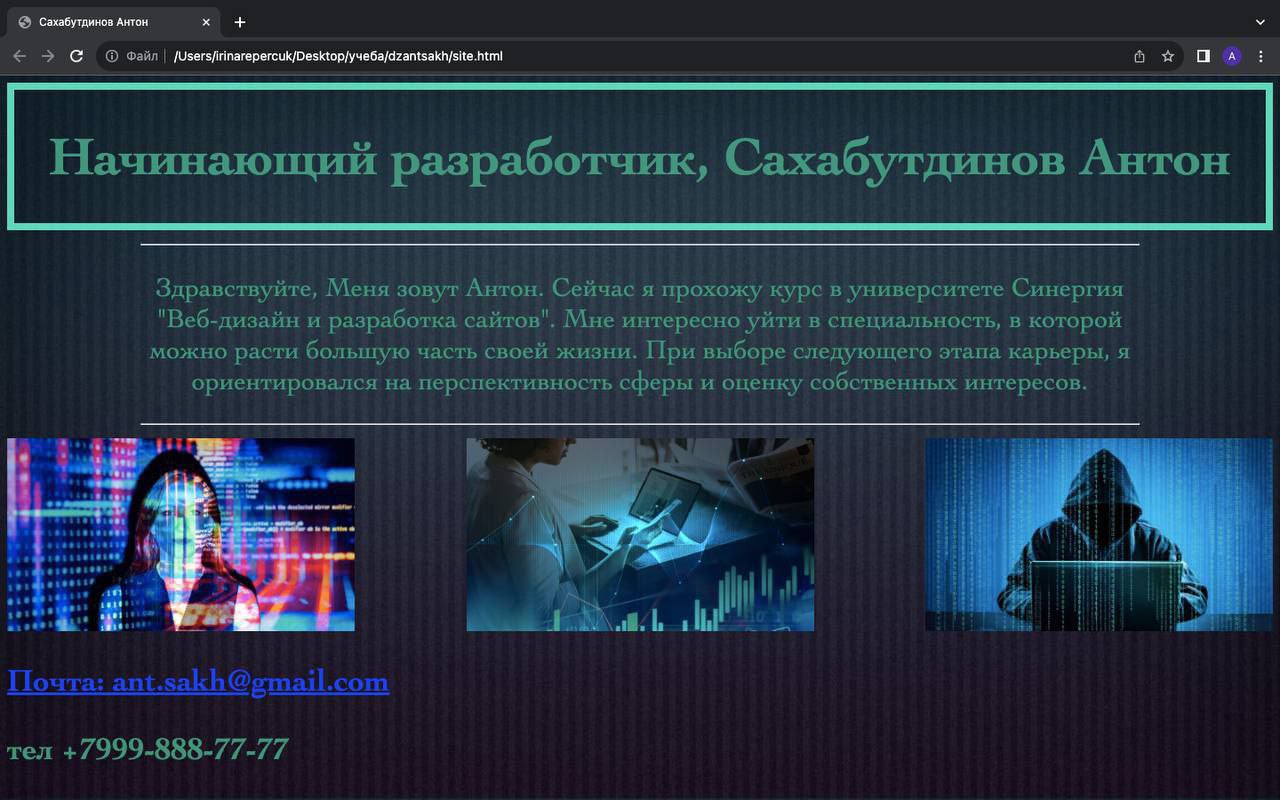 Сахабутдинов Антон
Файл
/Users/irinarepercuk/Desktop/учеба/dzantsakh/site.html
A
Начинающий разработчик, Сахабутдинов Антон
Здравствуйте, Меня зовут Антон. Сейчас я прохожу курс в университете Синергия
"Веб-дизайн и разработка сайтов". Мне интересно уйти в специальность, в которой
можно расти большую часть своей жизни. При выборе следующего этапа карьеры, я
ориентировался на перспективность сферы и оценку собственных интересов.
Почта: ant.sakh@gmail.com
тел +7999-888-77-77